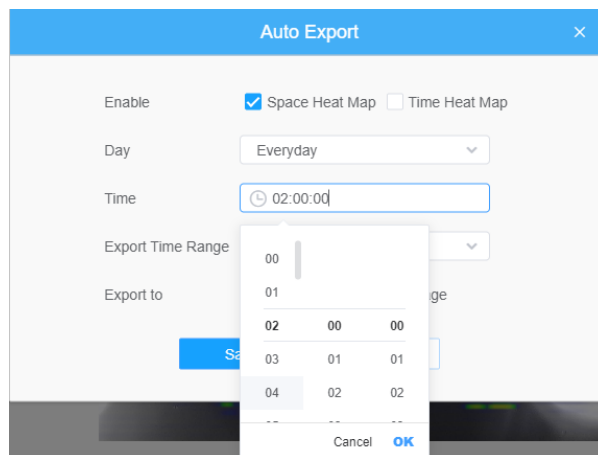 Auto Export
Enable Space Heat Map Time Heat Map
Day Everyday
Time 02:00:00
Export Time Range
Export to
00
01
02 00 00
03 01 01
04 02 02
Cancel OK